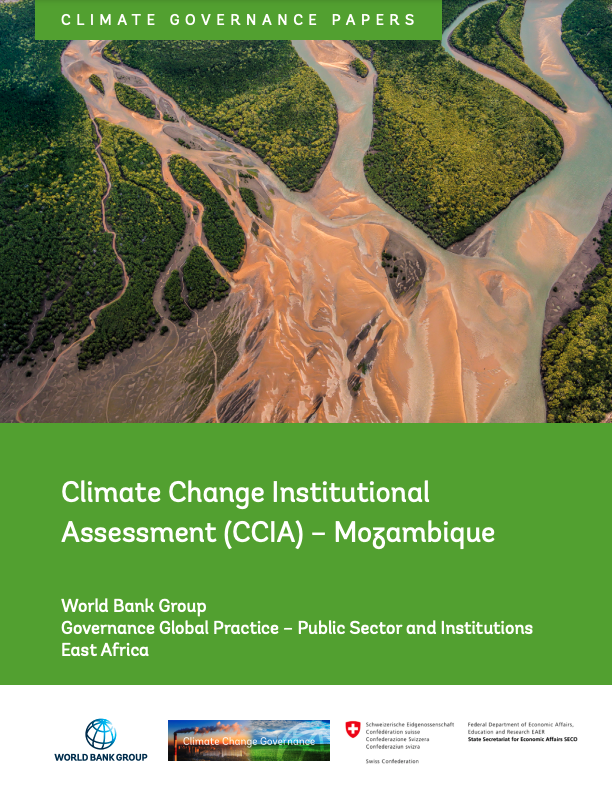 CLIMATE GOVERNANCE PAPERS
Climate Change Institutional
Assessment (CCIA) – Mozambique
World Bank Group
Governance Global Practice – Public Sector and Institutions
East Africa
WORLD BANK GROUP
Climate Change Governance
Schweizerische Eidgenossenschaft
Confédération suisse
Confederazione Svizzera
Confederaziun svizra
Swiss Confederation
Federal Department of Economic Affairs,
Education and Research EAER
State Secretariat for Economic Affairs SECO